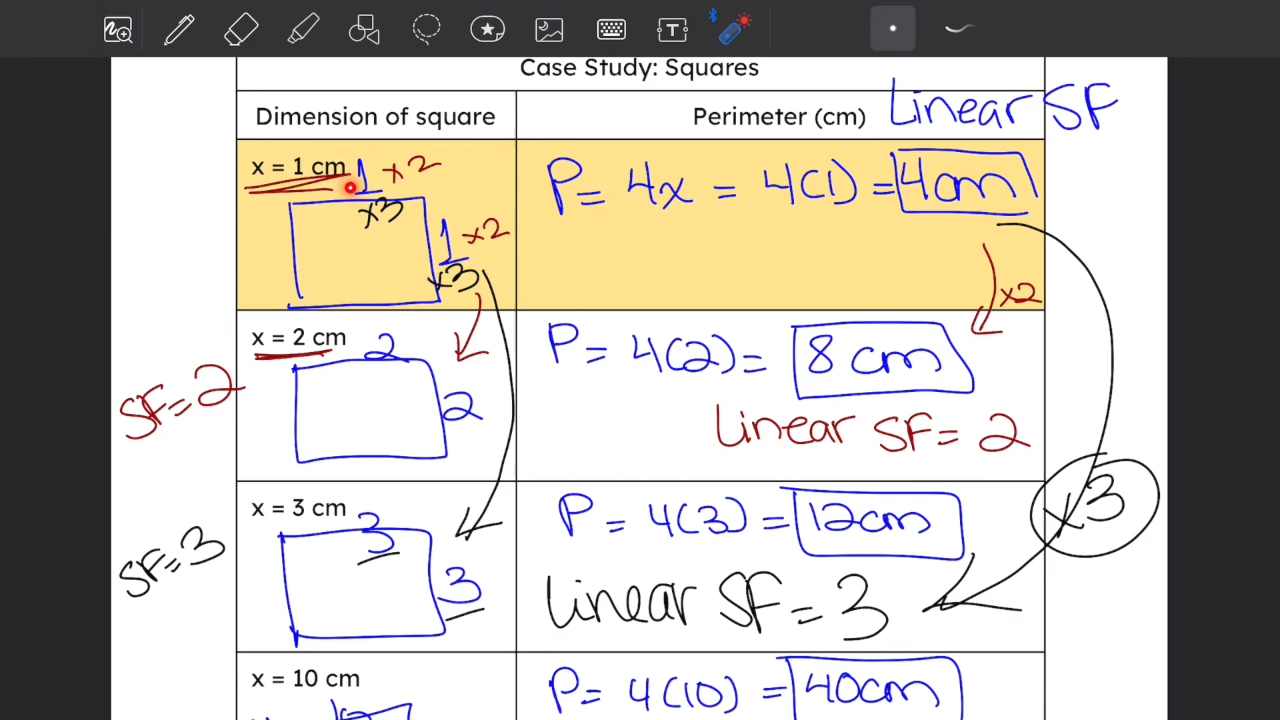 Case Study: Squares
Dimension of square
Perimeter (cm)
Linear SF
x = 1 cm
1 x2
x3
1 x2
x3
P = 4x = 4(1) = 4cm
x2
x = 2 cm
2
2
SF=2
P = 4(2) = 8 cm
Linear SF = 2
x = 3 cm
3
3
SF=3
P = 4(3) = 12cm
x3
Linear SF = 3
x = 10 cm
P = 4(10) = 40cm